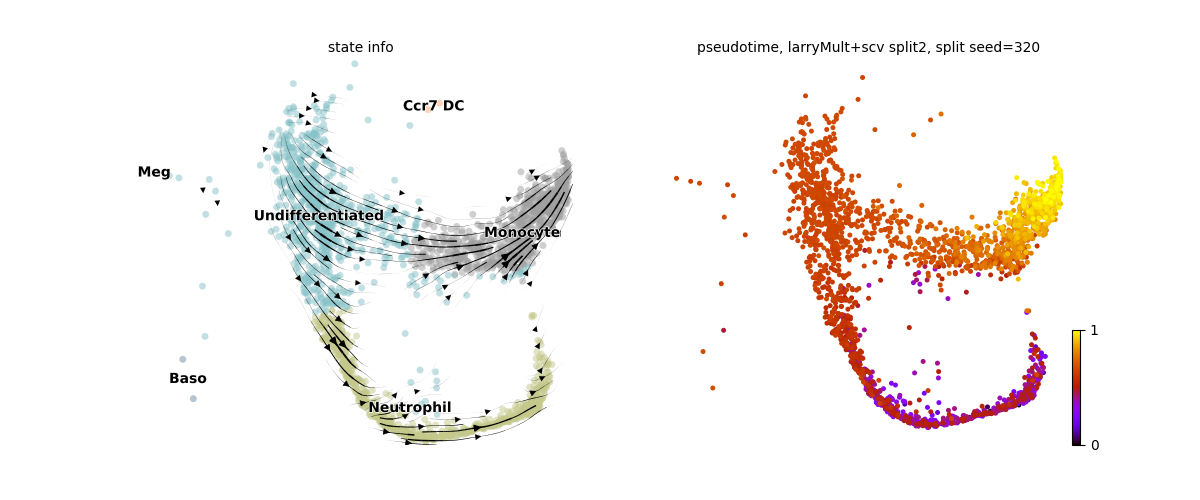 state info
pseudotime, larryMult+scv split2, split seed=320
Ccr7 DC
Meg
Undifferentiated
Monocyte
Baso
Neutrophil
1
0